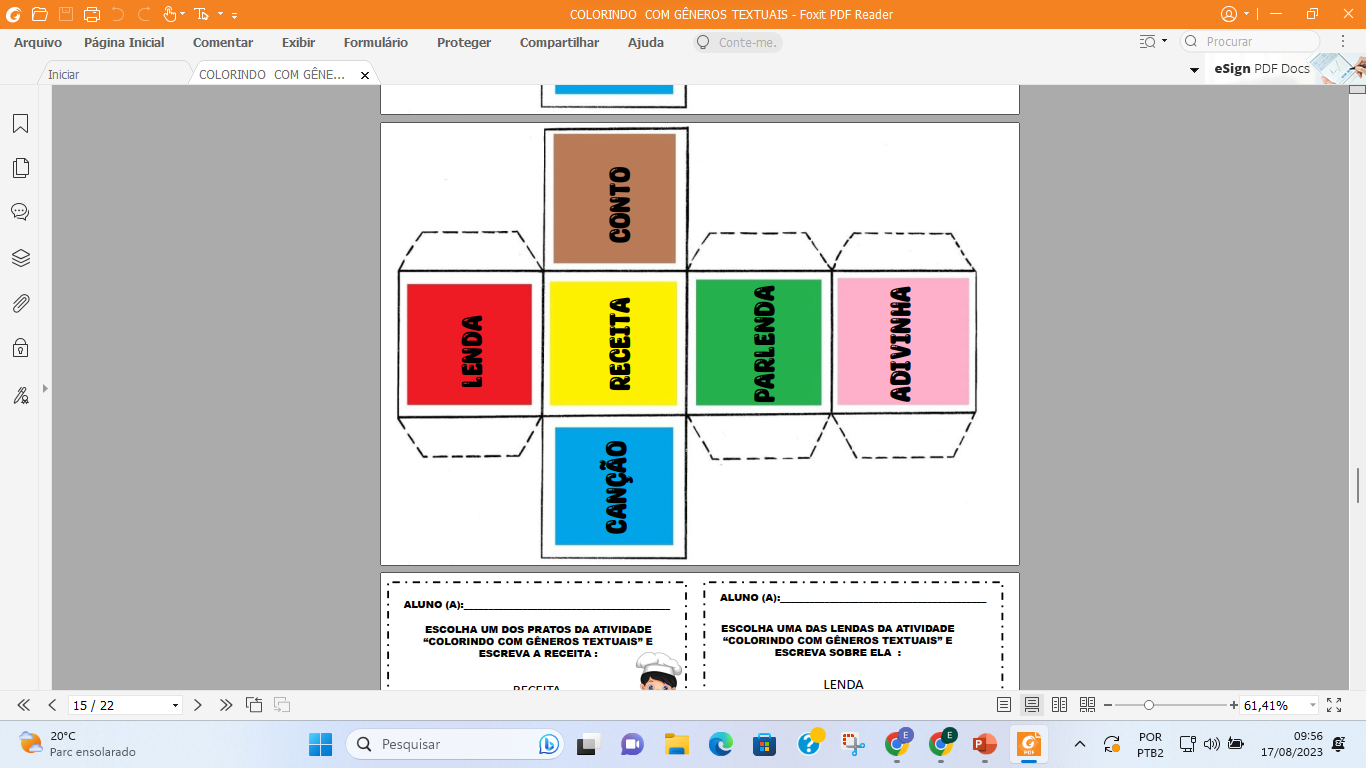 COLORINDO COM GÊNEROS TEXTUAIS - Foxit PDF Reader
Arquivo Página Inicial Comentar Exibir Formulário Proteger Compartilhar Ajuda Conte-me. Procurar
Iniciar COLORINDO COM GÊNE... eSign PDF Docs
CONTO
LENDA RECEITA PARLENDA ADIVINHA
CANÇÃO
ALUNO (A):
ESCOLHA UM DOS PRATOS DA ATIVIDADE
“COLORINDO COM GÊNEROS TEXTUAIS” E
ESCREVA A RECEITA :
RECEITA
ALUNO (A):
ESCOLHA UMA DAS LENDAS DA ATIVIDADE
“COLORINDO COM GÊNEROS TEXTUAIS” E
ESCREVA SOBRE ELA :
LENDA
15 / 22 61,41%
20°C
Parc ensolarado
Pesquisar
POR
PTB2
09:56
17/08/2023